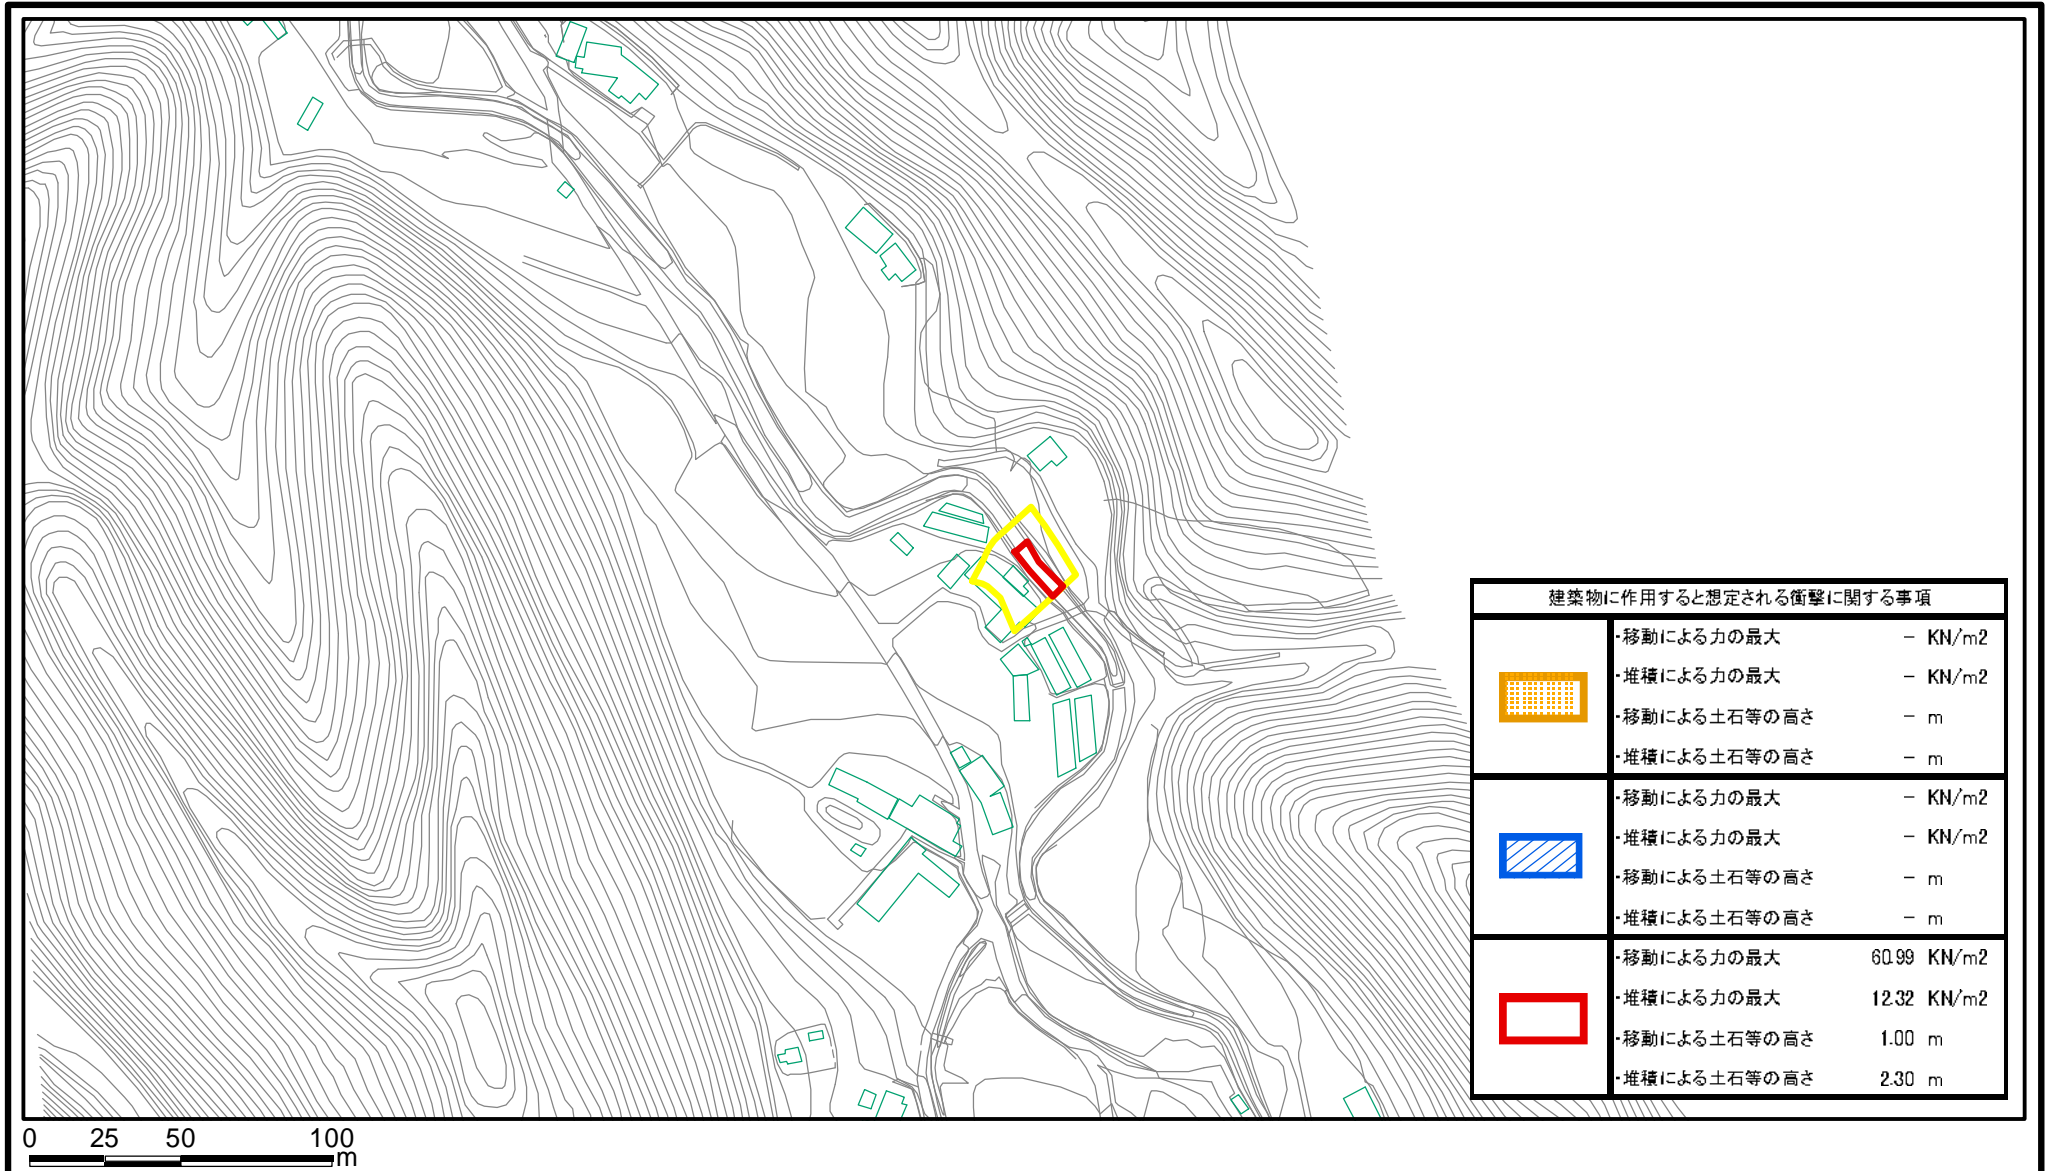 建築物に作用すると想定される衝撃に関する事項
・移動による力の最大 － KN/m2
・堆積による力の最大 － KN/m2
・移動による土石等の高さ － m
・堆積による土石等の高さ － m
・移動による力の最大 － KN/m2
・堆積による力の最大 － KN/m2
・移動による土石等の高さ － m
・堆積による土石等の高さ － m
・移動による力の最大 60.99 KN/m2
・堆積による力の最大 12.32 KN/m2
・移動による土石等の高さ 1.00 m
・堆積による土石等の高さ 2.30 m
0 25 50 100
m